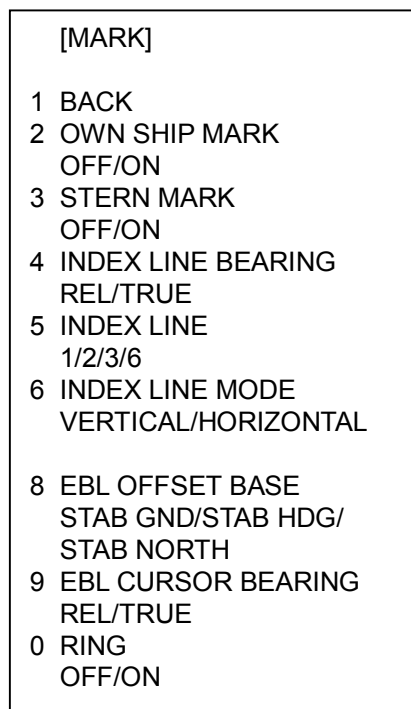 [MARK]
1 BACK
2 OWN SHIP MARK
OFF/ON
3 STERN MARK
OFF/ON
4 INDEX LINE BEARING
REL/TRUE
5 INDEX LINE
1/2/3/6
6 INDEX LINE MODE
VERTICAL/HORIZONTAL
8 EBL OFFSET BASE
STAB GND/STAB HDG/
STAB NORTH
9 EBL CURSOR BEARING
REL/TRUE
0 RING
OFF/ON